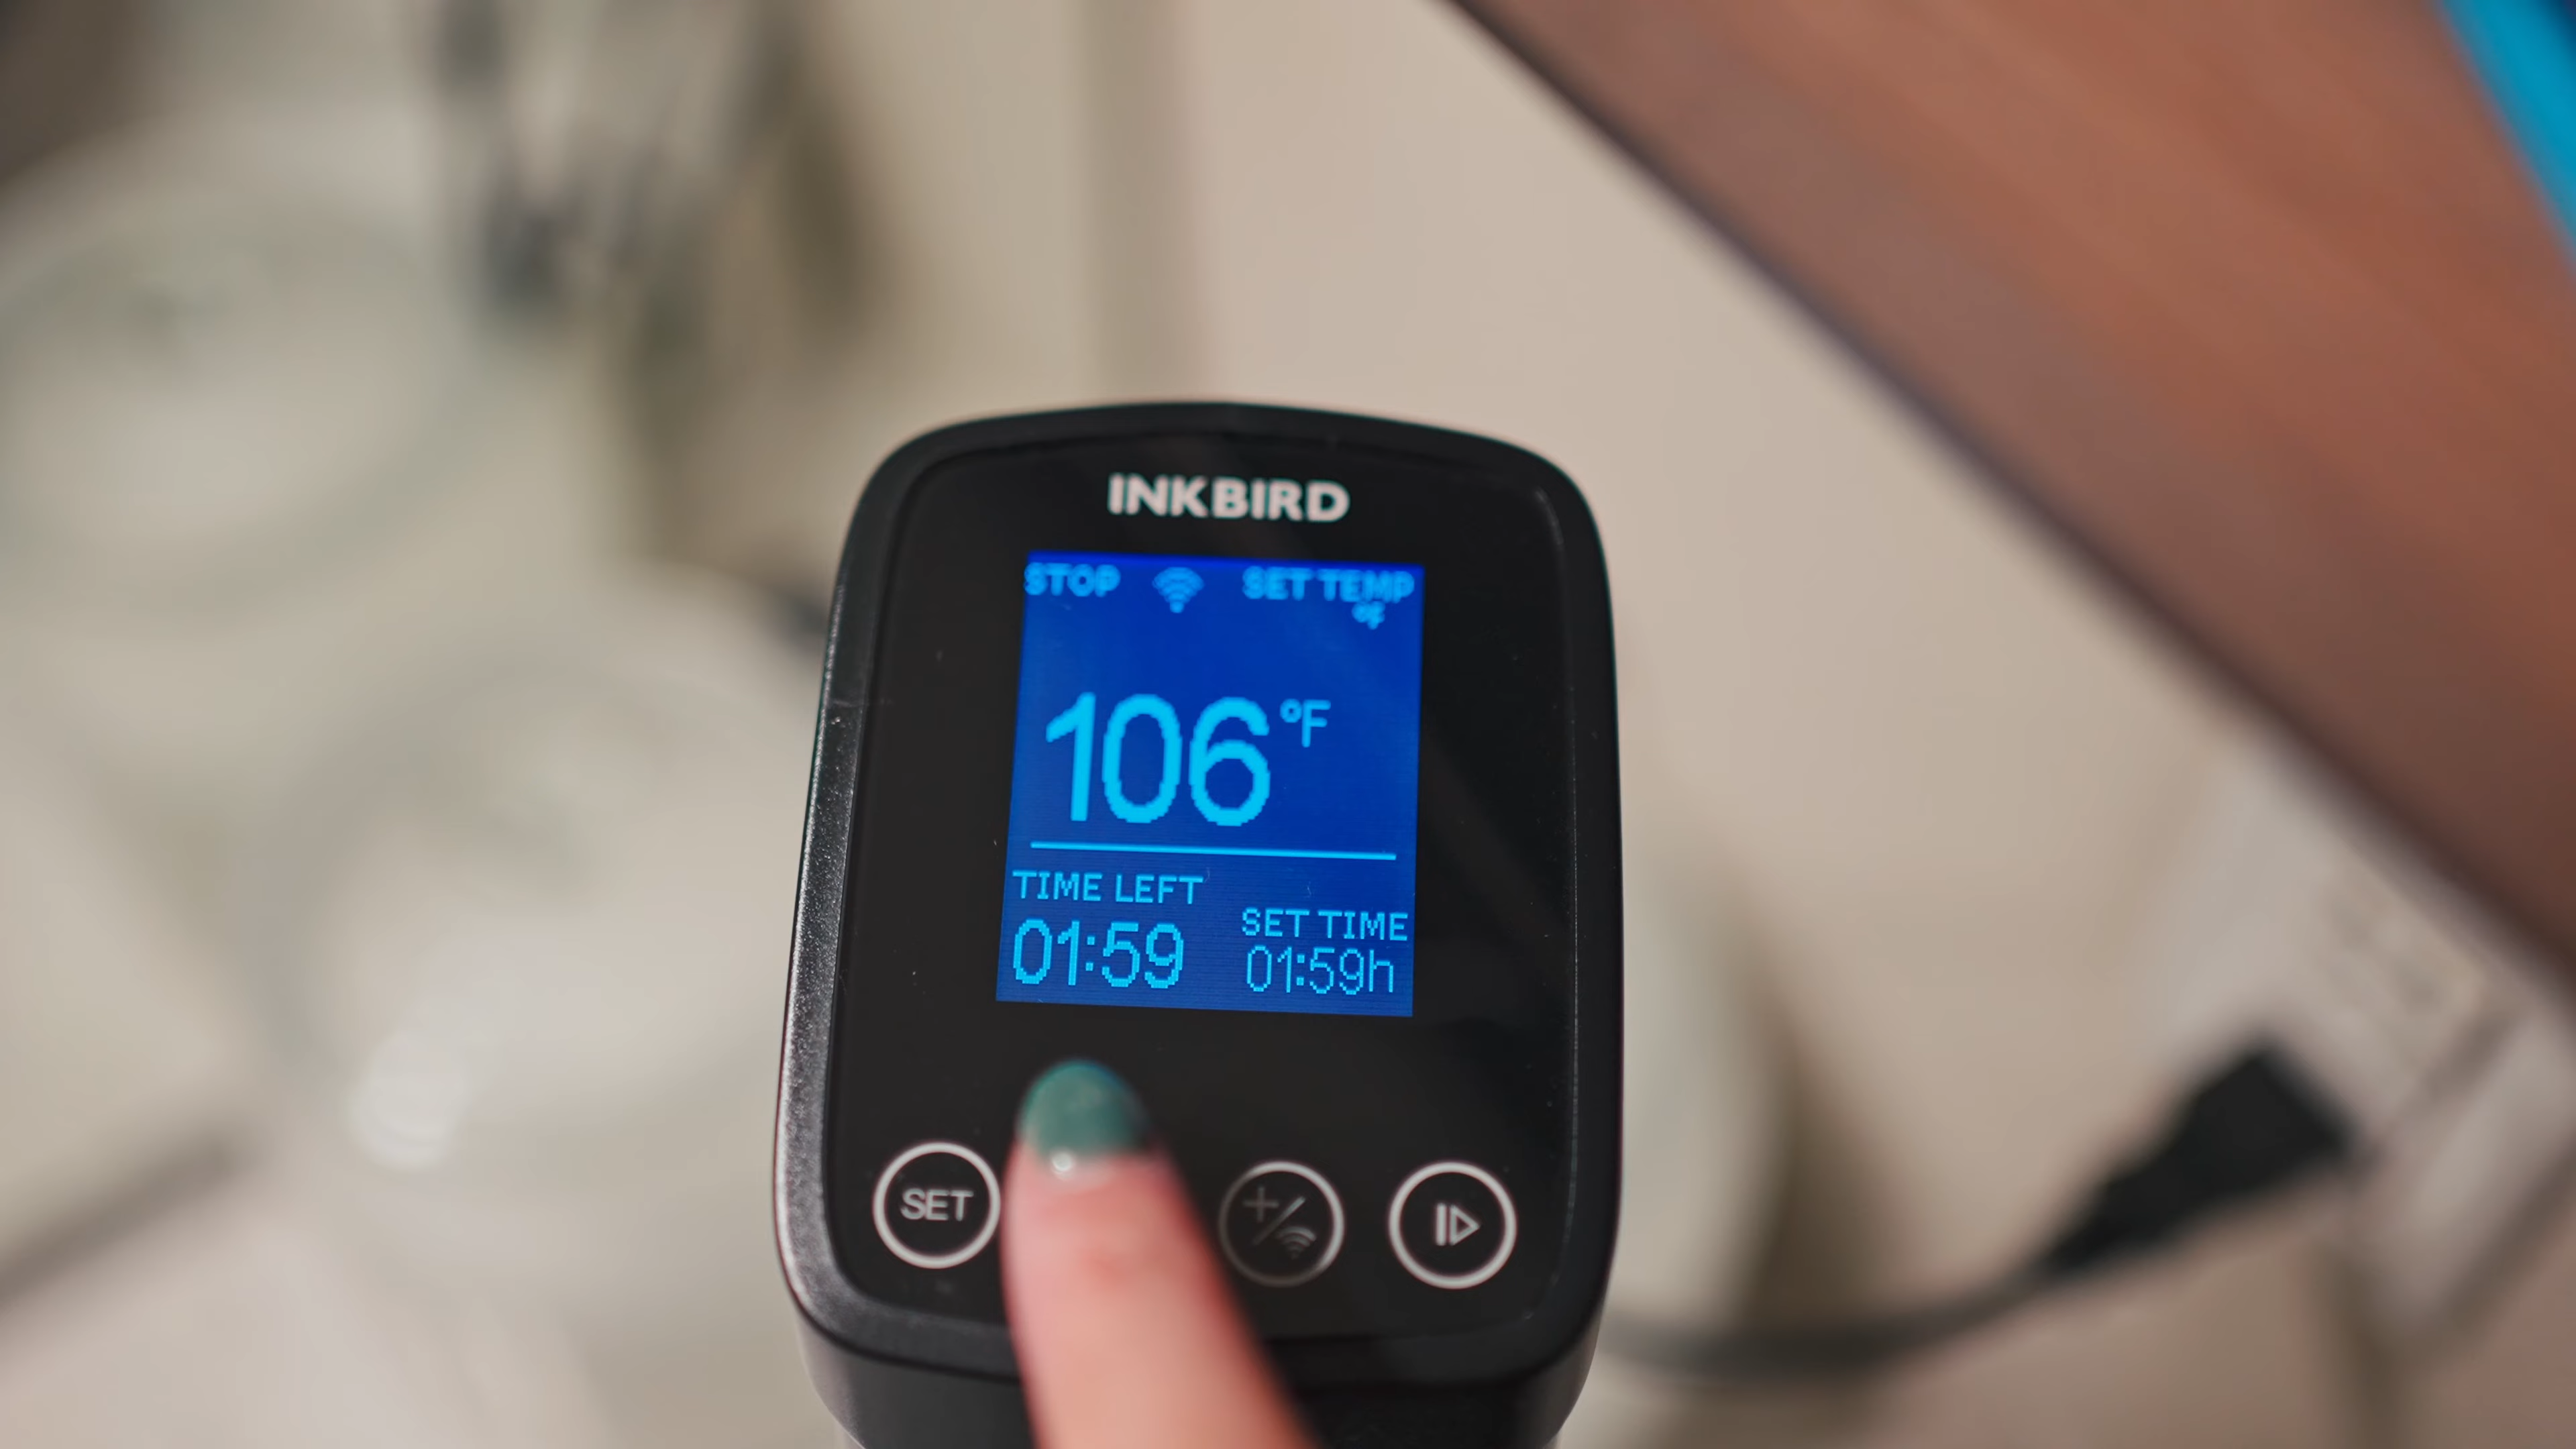 INKBIRD
STOP SET TEMP
°F
106 °F
TIME LEFT
SET TIME
01:59
01:59h
SET
+/